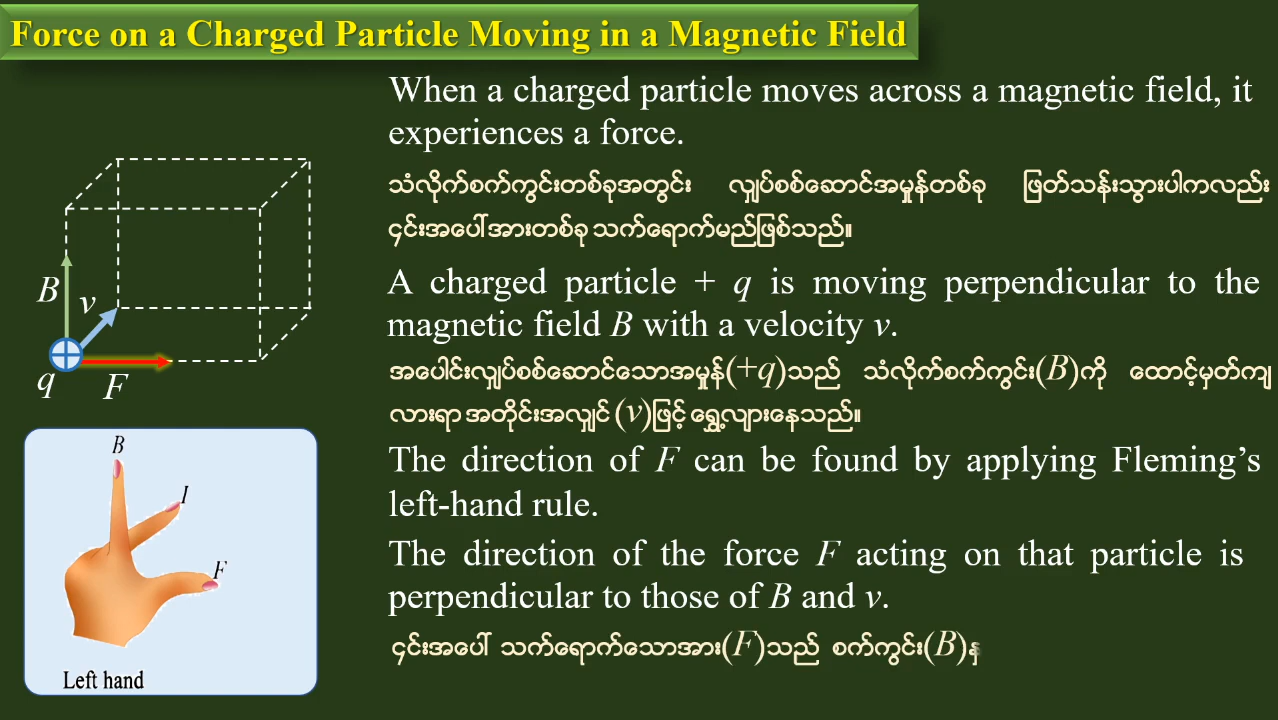 Force on a Charged Particle Moving in a Magnetic Field
When a charged particle moves across a magnetic field, it
experiences a force.
သံလိုက်စက်ကွင်းတစ်ခုအတွင်း လျှပ်စစ်ဆောင်အမှုန်တစ်ခု ဖြတ်သန်းသွားပါကလည်း
၎င်းအပေါ်အားတစ်ခု သက်ရောက်မည်ဖြစ်သည်။
A charged particle + q is moving perpendicular to the
magnetic field B with a velocity v.
အပေါင်းလျှပ်စစ်ဆောင်သောအမှုန်(+q)သည် သံလိုက်စက်ကွင်း(B)ကို ထောင့်မှတ်ကျ
လားရာ အတိုင်းအလျှင် (v)ဖြင့် ရွှေ့လျားနေသည်။
The direction of F can be found by applying Fleming’s
left-hand rule.
The direction of the force F acting on that particle is
perpendicular to those of B and v.
၎င်းအပေါ် သက်ရောက်သောအား(F)သည် စက်ကွင်း(B)န
B
v
q
F
B
I
F
Left hand